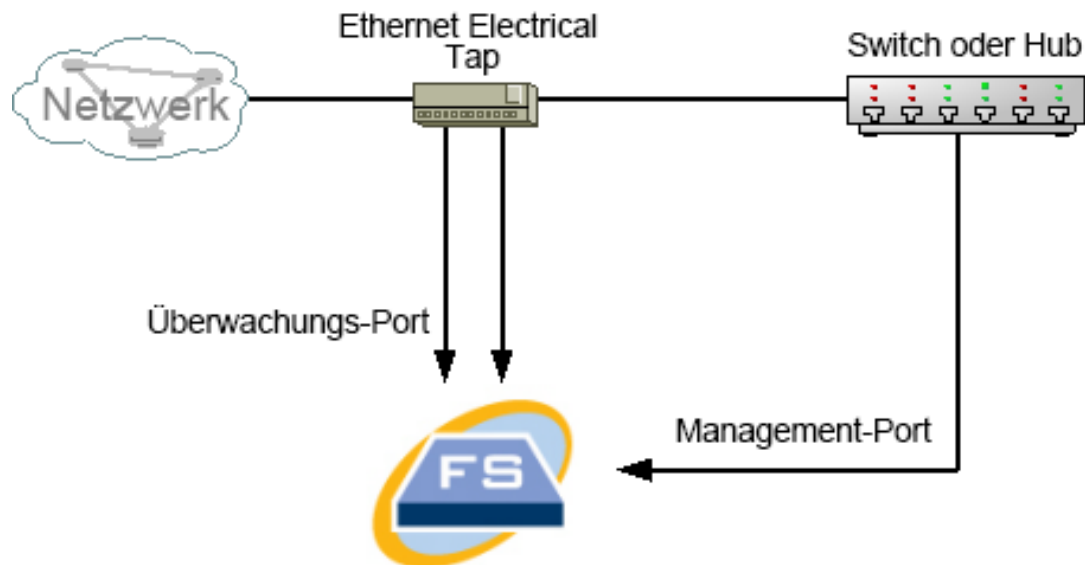 Ethernet Electrical
Tap
Switch oder Hub
Netzwerk
Überwachungs-Port
Management-Port
FS